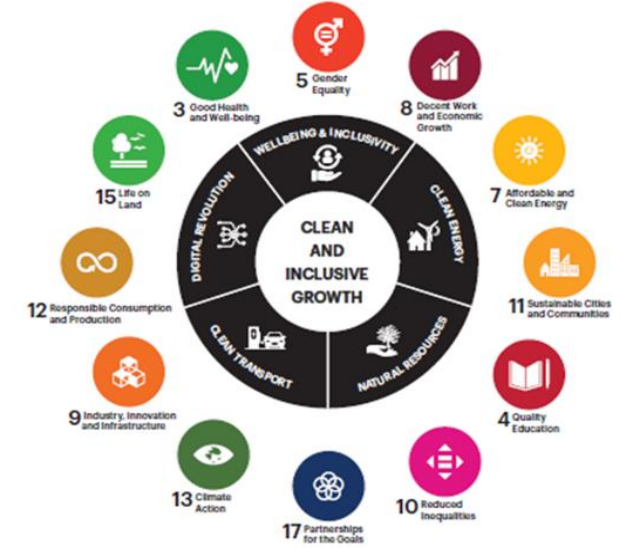 5 Gender
Equality
8 Decent Work
and Economic
Growth
7 Affordable and
Clean Energy
11 Sustainable Cities
and Communities
4 Quality
Education
10 Reduced
Inequalities
17 Partnerships
for the Goals
13 Climate
Action
9 Industry, Innovation
and Infrastructure
12 Responsible Consumption
and Production
15 Life on
Land
3 Good Health
and Well-being
WELLBEING & INCLUSIVITY
CLEAN ENERGY
NATURAL RESOURCES
CLEAN TRANSPORT
DIGITAL REVOLUTION
CLEAN
AND
INCLUSIVE
GROWTH